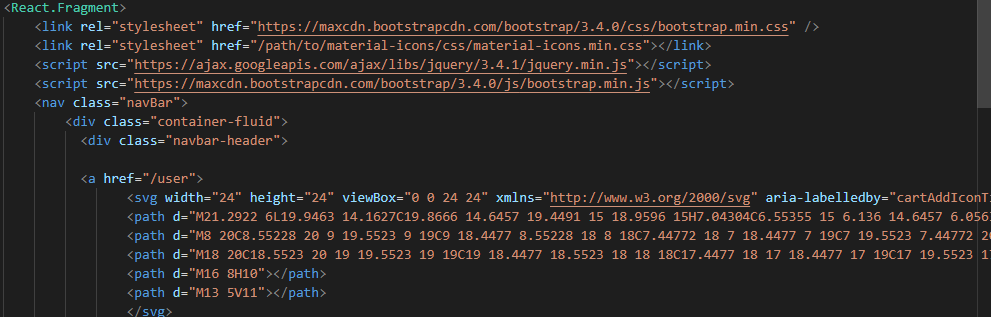 <React.Fragment>
<link rel="stylesheet" href="https://maxcdn.bootstrapcdn.com/bootstrap/3.4.0/css/bootstrap.min.css" />
<link rel="stylesheet" href="/path/to/material-icons/css/material-icons.min.css"></link>
<script src="https://ajax.googleapis.com/ajax/libs/jquery/3.4.1/jquery.min.js"></script>
<script src="https://maxcdn.bootstrapcdn.com/bootstrap/3.4.0/js/bootstrap.min.js"></script>
<nav class="navBar">
<div class="container-fluid">
<div class="navbar-header">
<a href="/user">
<svg width="24" height="24" viewBox="0 0 24 24" xmlns="http://www.w3.org/2000/svg" aria-labelledby="cartAddIconTi
<path d="M21.2922 6L19.9463 14.1627C19.8666 14.6457 19.4491 15 18.9596 15H7.04304C6.55355 15 6.136 14.6457 6.0563
<path d="M8 20C8.55228 20 9 19.5523 9 19C9 18.4477 8.55228 18 8 18C7.44772 18 7 18.4477 7 19C7 19.5523 7.44772 20
<path d="M18 20C18.5523 20 19 19.5523 19 19C19 18.4477 18.5523 18 18 18C17.4477 18 17 18.4477 17 19C17 19.5523 17
<path d="M16 8H10"></path>
<path d="M13 5V11"></path>
</svg>